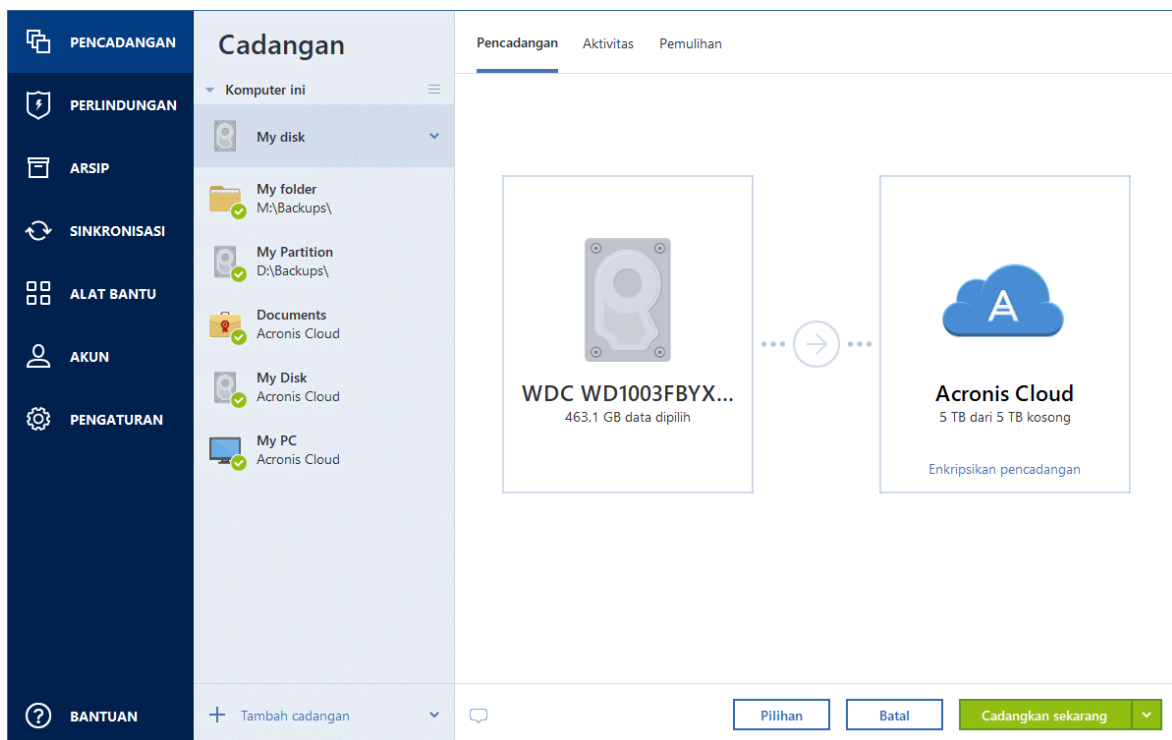 PENCADANGAN
PERLINDUNGAN
ARSIP
SINKRONISASI
ALAT BANTU
AKUN
PENGATURAN
BANTUAN
Cadangan
Komputer ini
My disk
My folder
M:\Backups\
My Partition
D:\Backups\
Documents
Acronis Cloud
My Disk
Acronis Cloud
My PC
Acronis Cloud
Tambah cadangan
Pencadangan Aktivitas Pemulihan
WDC WD1003FBYX...
463,1 GB data dipilih
A
Acronis Cloud
5 TB dari 5 TB kosong
Enkripsikan pencadangan
Pilihan Batal Cadangkan sekarang